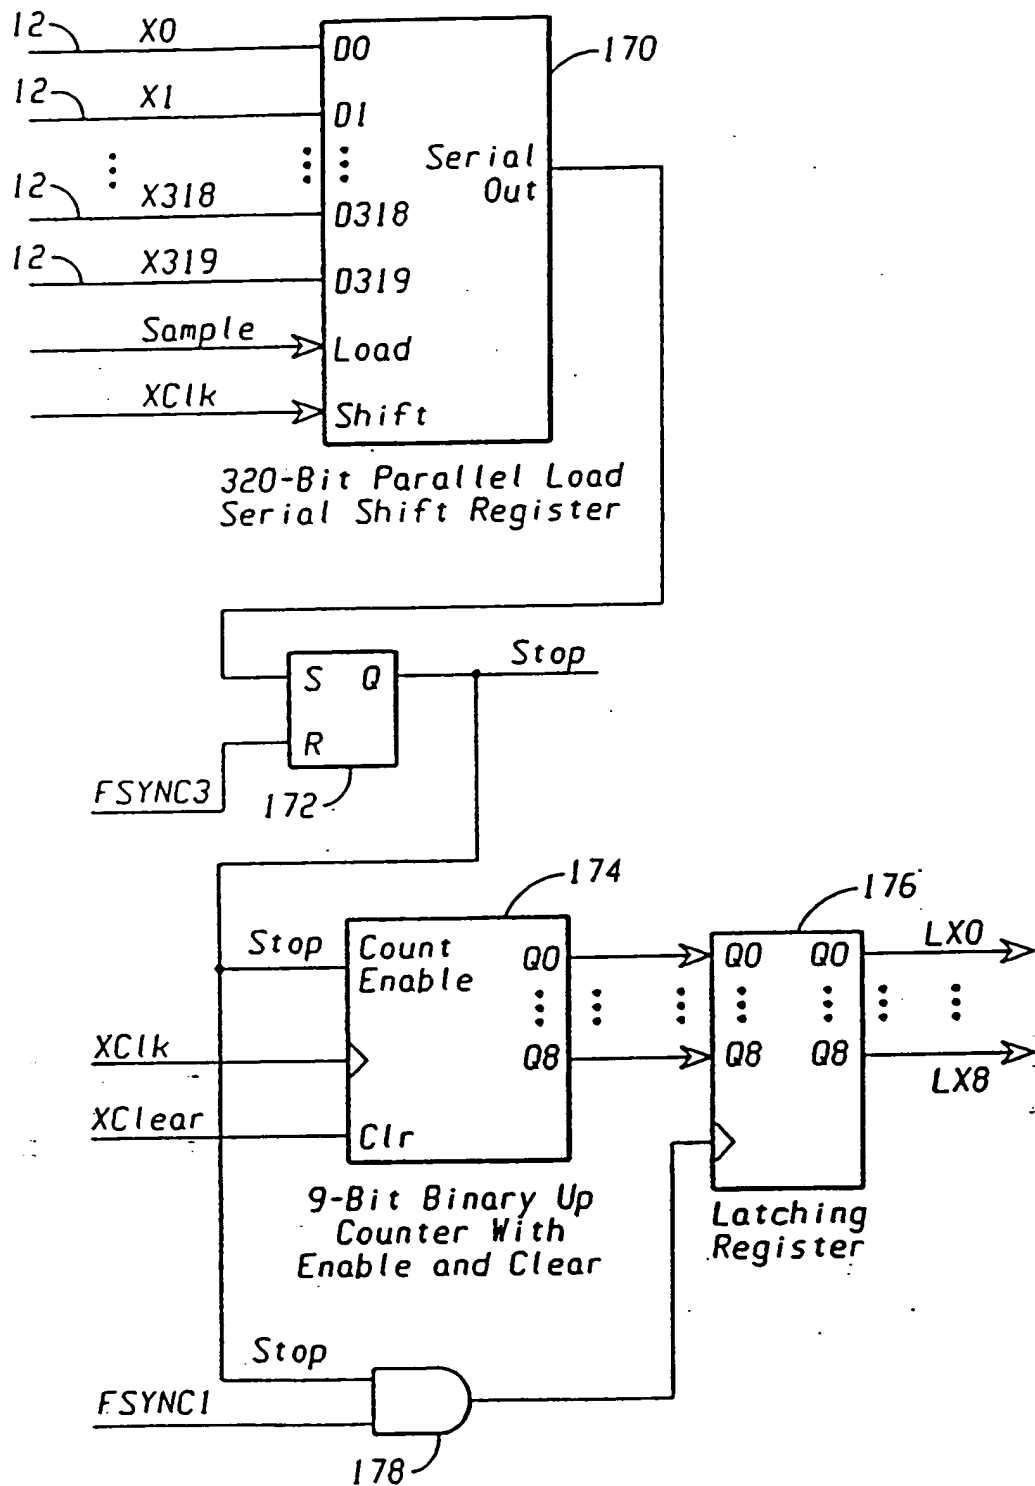 12 X0 D0 170
12 X1 D1
Serial
Out
12 X318 D318
12 X319 D319
Sample Load
XClk Shift
320-Bit Parallel Load
Serial Shift Register
S Q Stop
R
FSYNC3
172
174
176
Stop Count
Enable
Q0 Q0 Q0 LX0
XClk Q8 Q8 Q8 LX8
XClear Clr
9-Bit Binary Up
Counter With
Enable and Clear
Latching
Register
Stop
FSYNC1
178